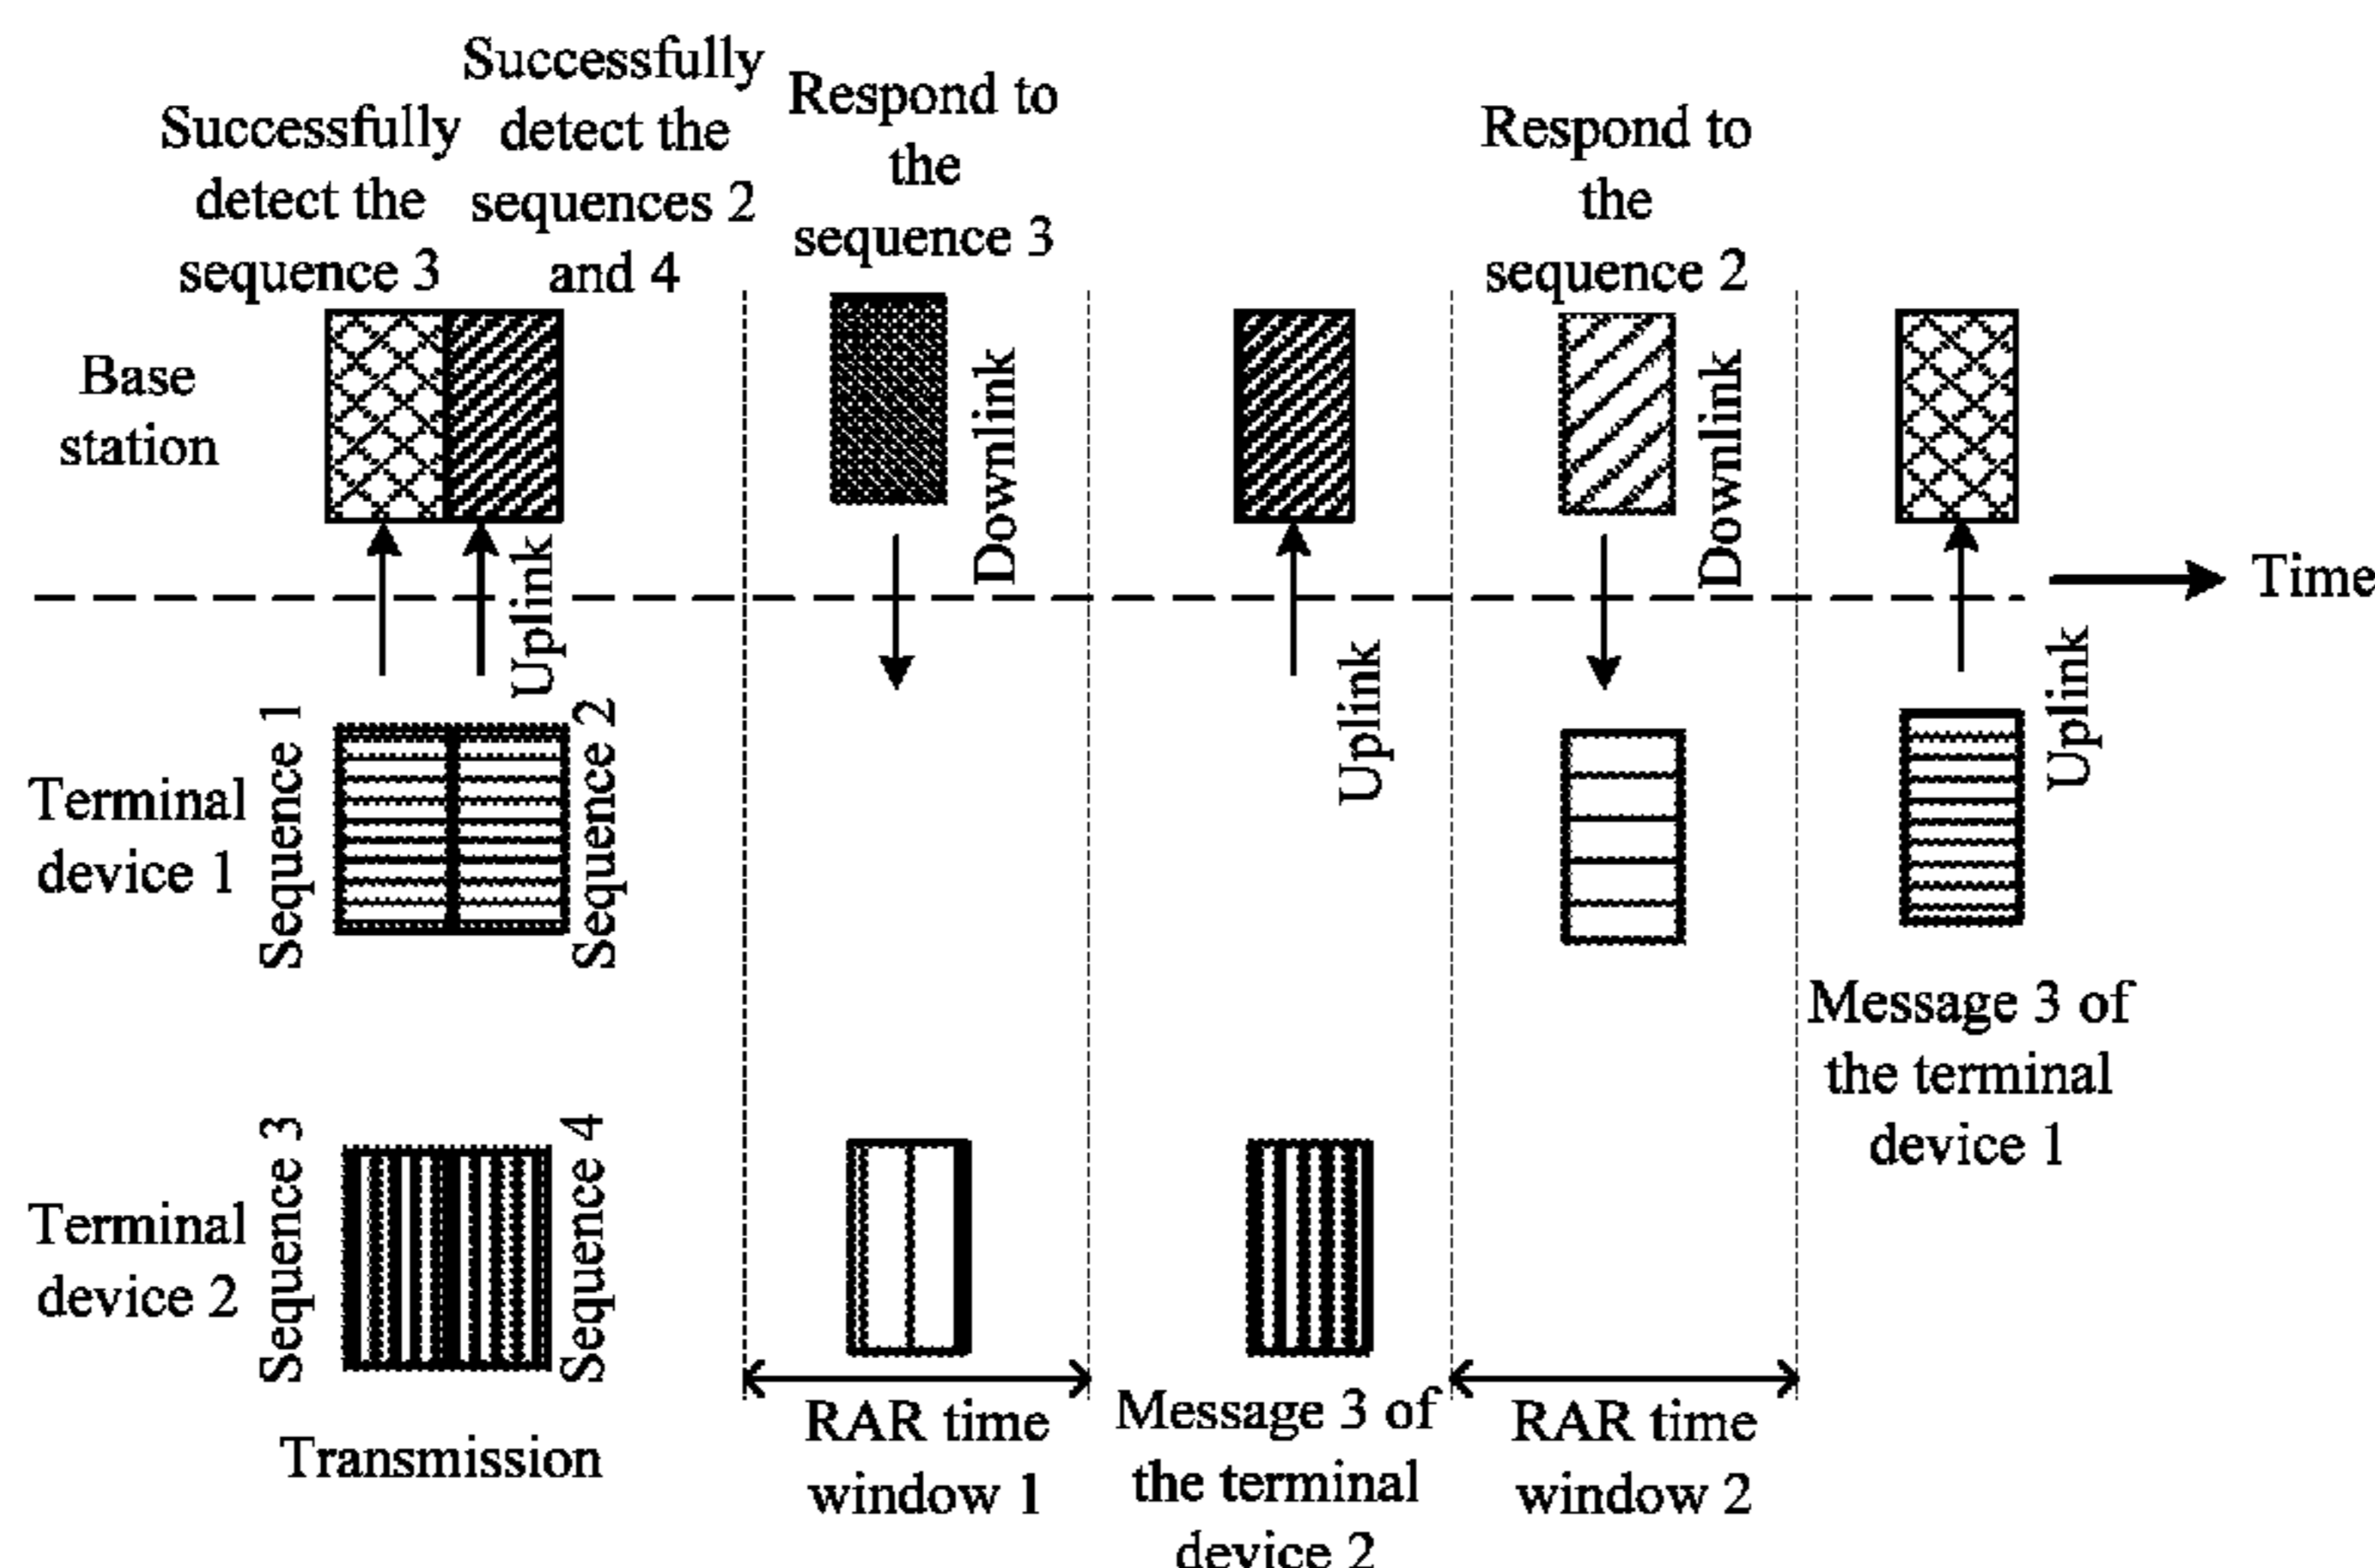 Successfully
detect the
sequence 3
Successfully
detect the
sequences 2
and 4
Respond to
the
sequence 3
Respond to
the
sequence 2
Base
station
Uplink
Downlink
Uplink
Downlink
Uplink
Time
Terminal
device 1
Sequence 1
Sequence 2
Message 3 of
the terminal
device 1
Terminal
device 2
Sequence 3
Sequence 4
Transmission
RAR time
window 1
Message 3 of
the terminal
device 2
RAR time
window 2